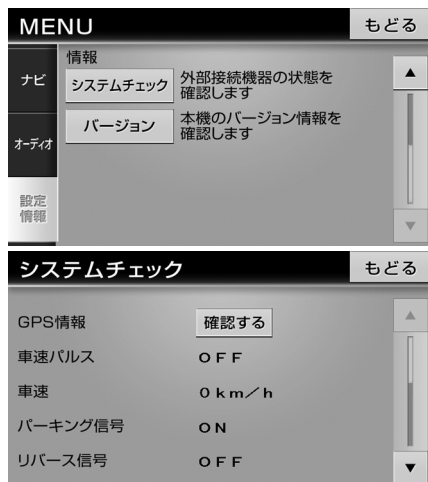 MENU
もどる
情報
ナビ
システムチェック
外部接続機器の状態を
確認します
オーディオ
バージョン
本機のバージョン情報を
確認します
設定
情報
システムチェック
もどる
GPS情報
確認する
車速パルス
OFF
車速
0km/h
パーキング信号
ON
リバース信号
OFF